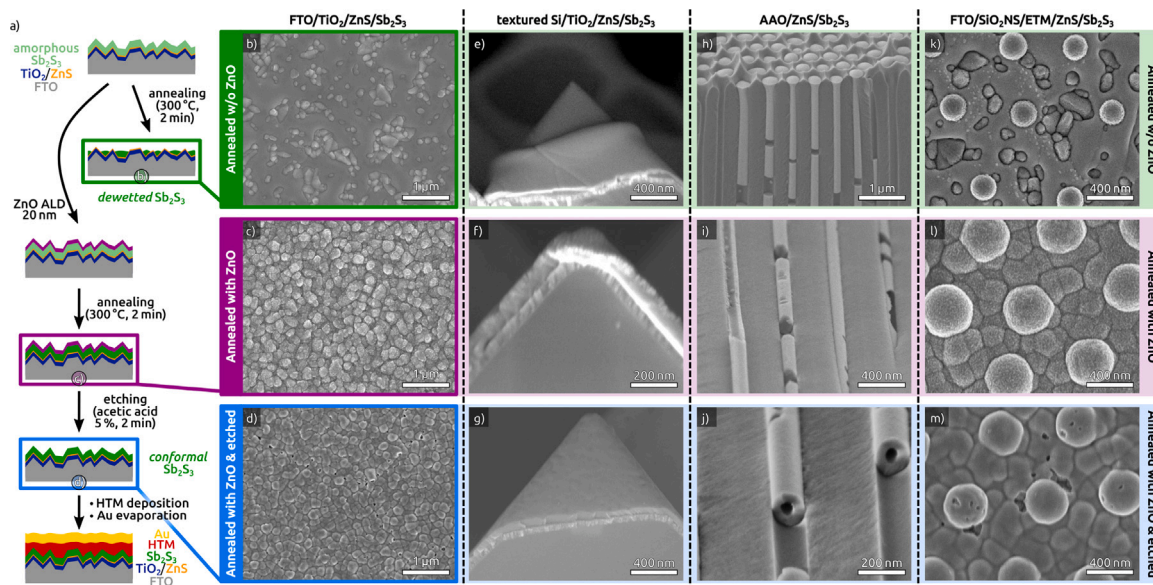 a)
amorphous
Sb₂S₃
TiO₂/ZnS
FTO
annealing
(300 °C,
2 min)
b
dewetted Sb₂S₃
ZnO ALD
20 nm
annealing
(300 °C, 2 min)
c
etching
(acetic acid
5 %, 2 min)
conformal
Sb₂S₃
d
• HTM deposition
• Au evaporation
Au
HTM
Sb₂S₃
TiO₂/ZnS
FTO
FTO/TiO₂/ZnS/Sb₂S₃
textured Si/TiO₂/ZnS/Sb₂S₃
AAO/ZnS/Sb₂S₃
FTO/SiO₂NS/ETM/ZnS/Sb₂S₃
Annealed w/o ZnO
b)
1 µm
e)
400 nm
h)
1 µm
k)
400 nm
Annealed w/o ZnO
Annealed with ZnO
c)
1 µm
f)
200 nm
i)
400 nm
l)
400 nm
Annealed with ZnO
Annealed with ZnO & etched
d)
1 µm
g)
400 nm
j)
200 nm
m)
400 nm
Annealed with ZnO & etched